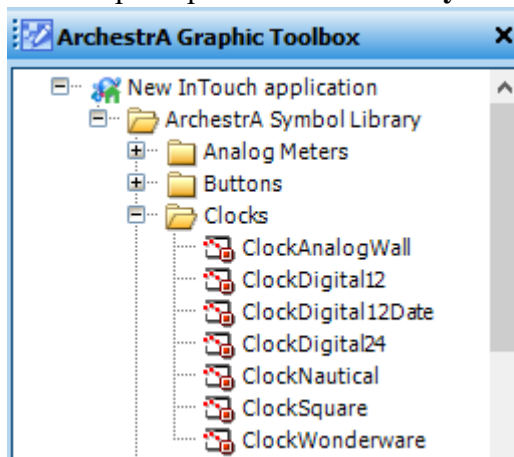 ArchestrA Graphic Toolbox
New InTouch application
ArchestrA Symbol Library
Analog Meters
Buttons
Clocks
ClockAnalogWall
ClockDigital12
ClockDigital12Date
ClockDigital24
ClockNautical
ClockSquare
ClockWonderware